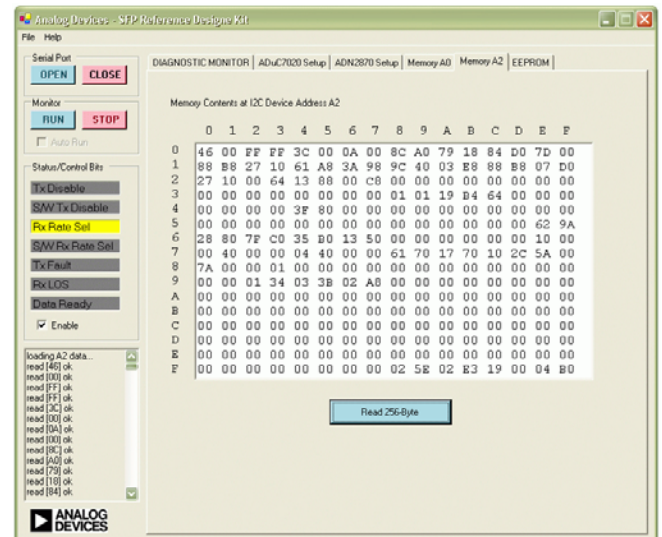 Analog Devices - SFP Reference Designe Kit
File Help
Serial Port
OPEN CLOSE
Monitor
RUN STOP
Auto Run
Status/Control Bits
Tx Disable
S/W Tx Disable
Rx Rate Sel
S/W Rx Rate Sel
Tx Fault
Rx LOS
Data Ready
Enable
loading A2 data...
read [46] ok
read [00] ok
read [FF] ok
read [FF] ok
read [3C] ok
read [00] ok
read [0A] ok
read [00] ok
read [8C] ok
read [A0] ok
read [79] ok
read [18] ok
read [84] ok
ANALOG
DEVICES
DIAGNOSTIC MONITOR ADuC7020 Setup ADN2870 Setup Memory A0 Memory A2 EEPROM
Memory Contents at I2C Device Address A2
0 1 2 3 4 5 6 7 8 9 A B C D E F
0 46 00 FF FF 3C 00 0A 00 8C A0 79 18 84 D0 7D 00
1 88 B8 27 10 61 A8 3A 98 9C 40 03 E8 88 B8 07 D0
2 27 10 00 64 13 88 00 C8 00 00 00 00 00 00 00 00
3 00 00 00 00 00 00 00 00 01 01 19 B4 64 00 00 00
4 00 00 00 00 3F 80 00 00 00 00 00 00 00 00 00 00
5 00 00 00 00 00 00 00 00 00 00 00 00 00 00 62 9A
6 28 80 7F C0 35 B0 13 50 00 00 00 00 00 00 10 00
7 00 40 00 00 04 40 00 00 61 70 17 70 10 2C 5A 00
8 7A 00 00 01 00 00 00 00 00 00 00 00 00 00 00 00
9 00 00 01 34 03 3B 02 A8 00 00 00 00 00 00 00 00
A 00 00 00 00 00 00 00 00 00 00 00 00 00 00 00 00
B 00 00 00 00 00 00 00 00 00 00 00 00 00 00 00 00
C 00 00 00 00 00 00 00 00 00 00 00 00 00 00 00 00
D 00 00 00 00 00 00 00 00 00 00 00 00 00 00 00 00
E 00 00 00 00 00 00 00 00 00 00 00 00 00 00 00 00
F 00 00 00 00 00 00 00 00 02 5E 02 E3 19 00 04 B0
Read 256-Byte